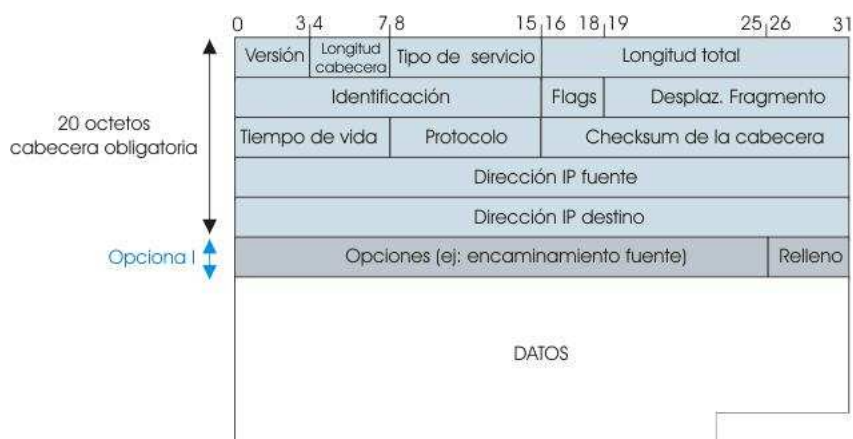 0 3 4 7 8 15 16 18 19 25 26 31
Versión Longitud cabecera Tipo de servicio Longitud total
Identificación Flags Desplaz. Fragmento
20 octetos
cabecera obligatoria
Tiempo de vida Protocolo Checksum de la cabecera
Dirección IP fuente
Dirección IP destino
Opciona l Opciones (ej: encaminamiento fuente) Relleno
DATOS